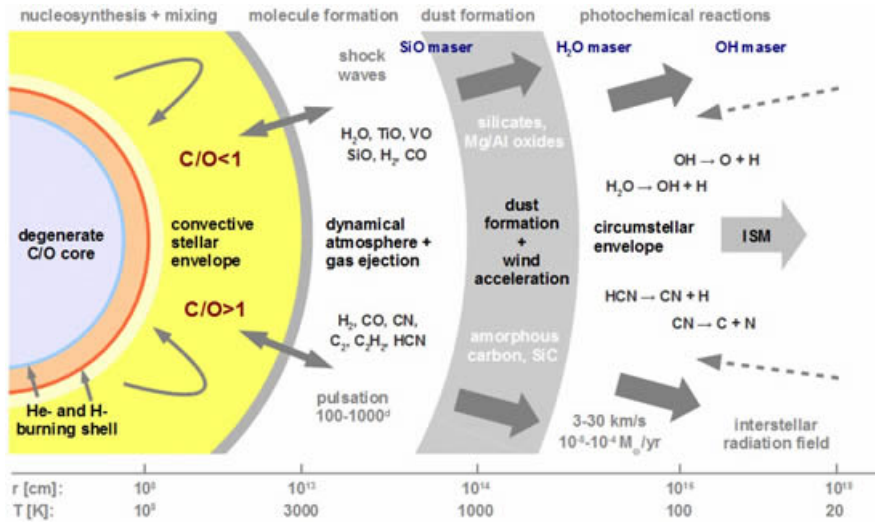 nucleosynthesis + mixing
molecule formation
dust formation
photochemical reactions
shock
waves
SiO maser
H₂O maser
OH maser
C/O<1
H₂O, TiO, VO
SiO, H₂, CO
silicates,
Mg/Al oxides
OH → O + H
H₂O → OH + H
degenerate
C/O core
convective
stellar
envelope
dynamical
atmosphere +
gas ejection
dust
formation
+
wind
acceleration
circumstellar
envelope
ISM
C/O>1
H₂, CO, CN,
C₂, C₂H₂, HCN
amorphous
carbon, SiC
HCN → CN + H
CN → C + N
He- and H-
burning shell
pulsation
100-1000ᵈ
3-30 km/s
M☉/yr
interstellar
radiation field
r [cm]: 10¹³ 10¹⁴
T [K]: 3000 1000 100 20